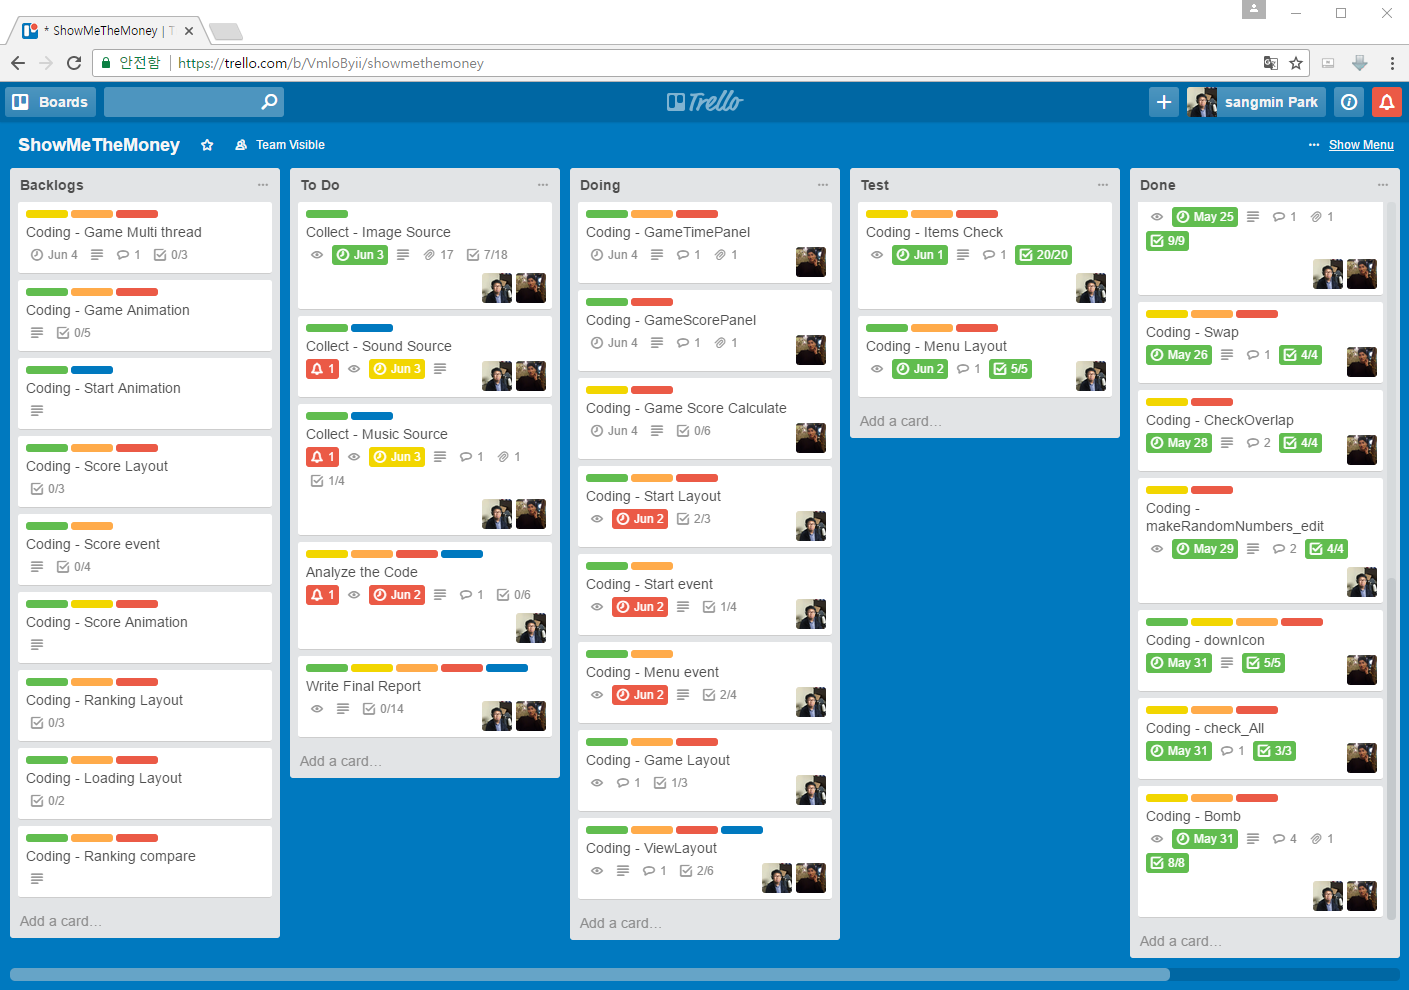 * ShowMeTheMoney | T
안전함 https://trello.com/b/VmloByii/showmethemoney
Boards
Trello
sangmin Park
ShowMeTheMoney
Team Visible
Show Menu
Backlogs
Coding - Game Multi thread
Jun 4 1 0/3
Coding - Game Animation
0/5
Coding - Start Animation
Coding - Score Layout
0/3
Coding - Score event
0/4
Coding - Score Animation
Coding - Ranking Layout
0/3
Coding - Loading Layout
0/2
Coding - Ranking compare
Add a card…
To Do
Collect - Image Source
Jun 3 17 7/18
Collect - Sound Source
1 Jun 3
Collect - Music Source
1 Jun 3 1 1
1/4
Analyze the Code
1 Jun 2 1 0/6
Write Final Report
0/14
Add a card…
Doing
Coding - GameTimePanel
Jun 4 1 1
Coding - GameScorePanel
Jun 4 1 1
Coding - Game Score Calculate
Jun 4 0/6
Coding - Start Layout
Jun 2 2/3
Coding - Start event
Jun 2 1/4
Coding - Menu event
Jun 2 2/4
Coding - Game Layout
1 1/3
Coding - ViewLayout
1 2/6
Add a card…
Test
Coding - Items Check
Jun 1 1 20/20
Coding - Menu Layout
Jun 2 1 5/5
Add a card…
Done
May 25 1 1
9/9
Coding - Swap
May 26 1 4/4
Coding - CheckOverlap
May 28 2 4/4
Coding -
makeRandomNumbers_edit
May 29 2 4/4
Coding - downIcon
May 31 5/5
Coding - check_All
May 31 1 3/3
Coding - Bomb
May 31 4 1
8/8
Add a card…